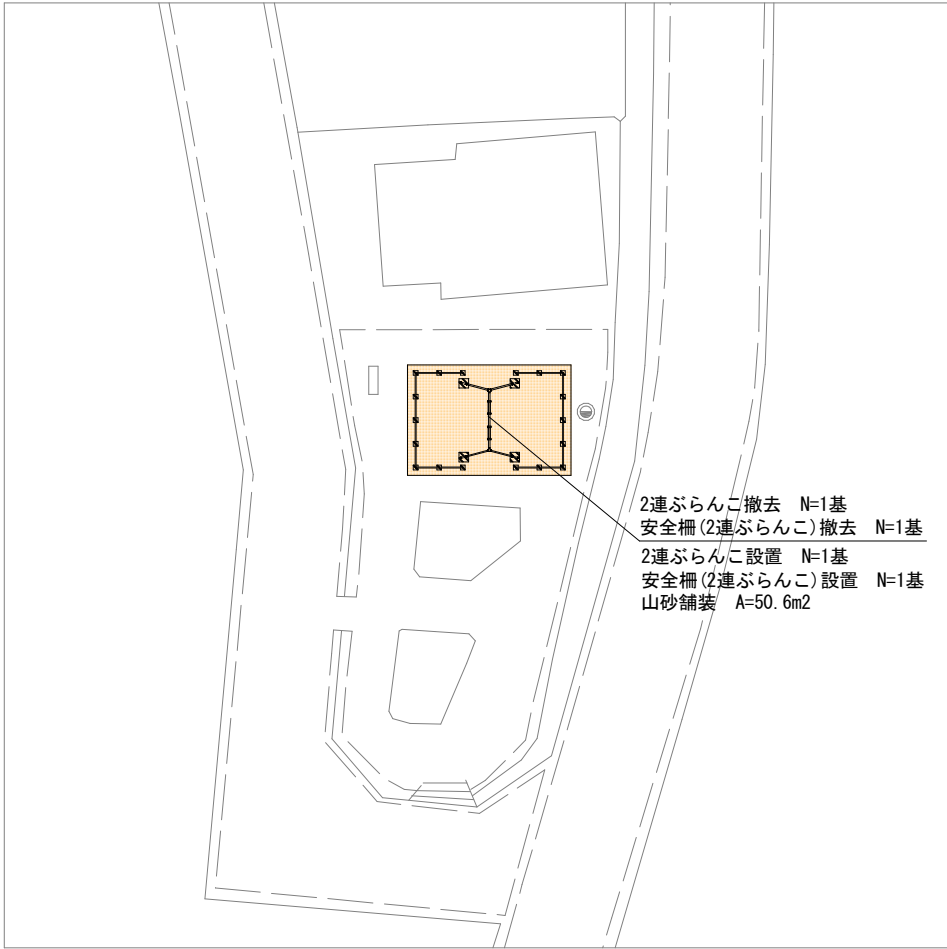 2連ぶらんこ撤去　N=1基
安全柵(2連ぶらんこ)撤去　N=1基
2連ぶらんこ設置　N=1基
安全柵(2連ぶらんこ)設置　N=1基
山砂舗装　A=50.6m2